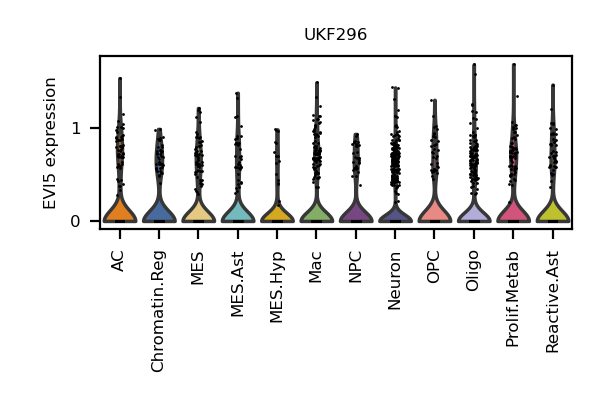 UKF296
EVI5 expression
1
0
AC
Chromatin.Reg
MES
MES.Ast
MES.Hyp
Mac
NPC
Neuron
OPC
Oligo
Prolif.Metab
Reactive.Ast